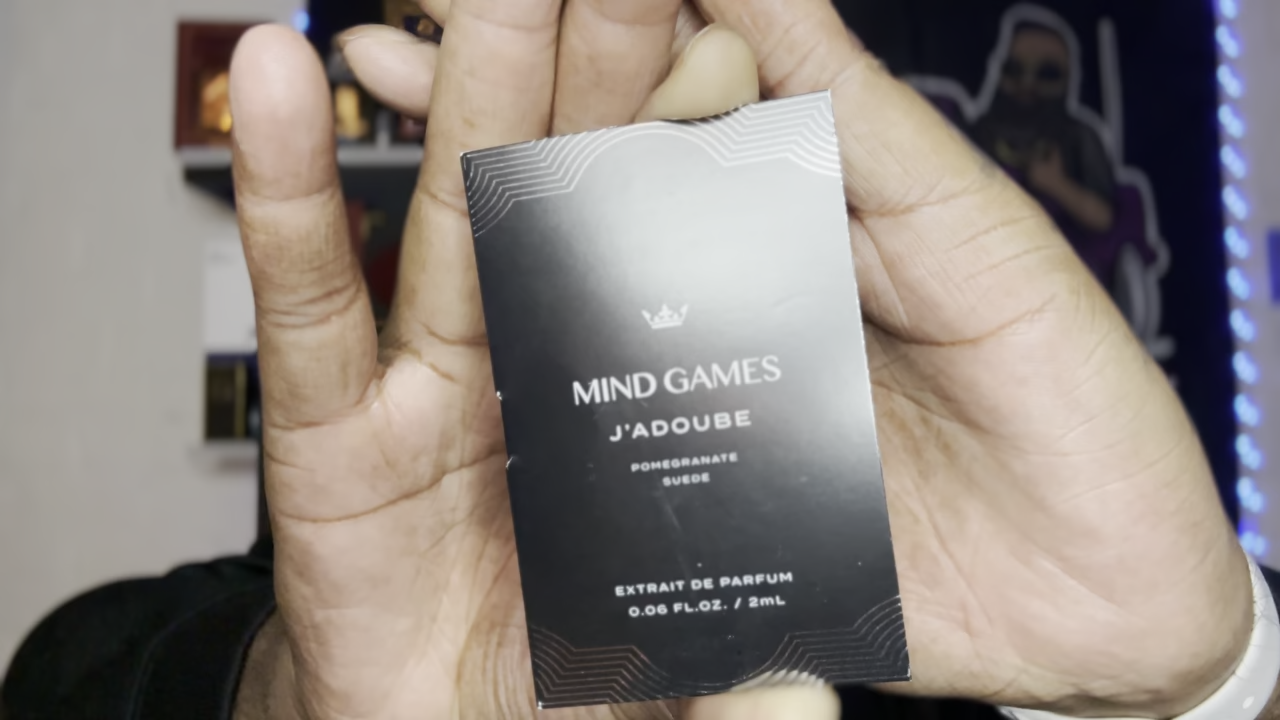 MIND GAMES
J'ADOUBE
POMEGRANATE
SUEDE
EXTRAIT DE PARFUM
0.06 FL.OZ. / 2mL